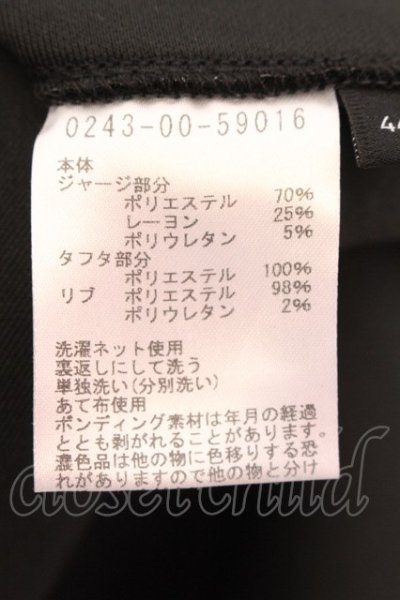 0243-00-59016
本体
ジャージ部分
ポリエステル 70%
レーヨン 25%
ポリウレタン 5%
タフタ部分
ポリエステル 100%
リブ ポリエステル 98%
ポリウレタン 2%
洗濯ネット使用
裏返しにして洗う
単独洗い(分別洗い)
あて布使用
ボンディング素材は年月の経過
ととも剥がれることがあります。
濃色品は他の物に色移りする恐
れがありますので他の物と分け
closet child